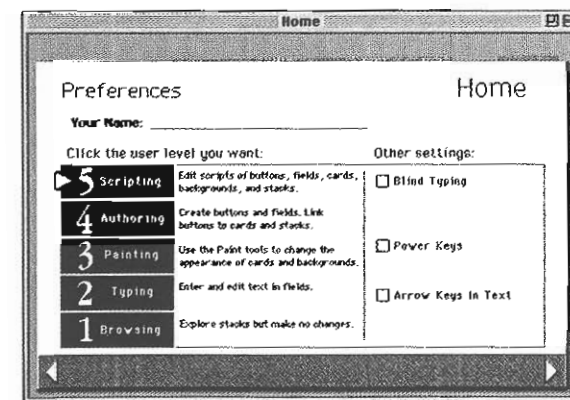 Home
Preferences
Home
Your Name:
Click the user level you want:
Other settings:
5 Scripting
Edit scripts of buttons, fields, cards,
backgrounds, and stacks.
Blind Typing
4 Authoring
Create buttons and fields. Link
buttons to cards and stacks.
3 Painting
Use the Paint tools to change the
appearance of cards and backgrounds.
Power Keys
2 Typing
Enter and edit text in fields.
Arrow Keys In Text
1 Browsing
Explore stacks but make no changes.